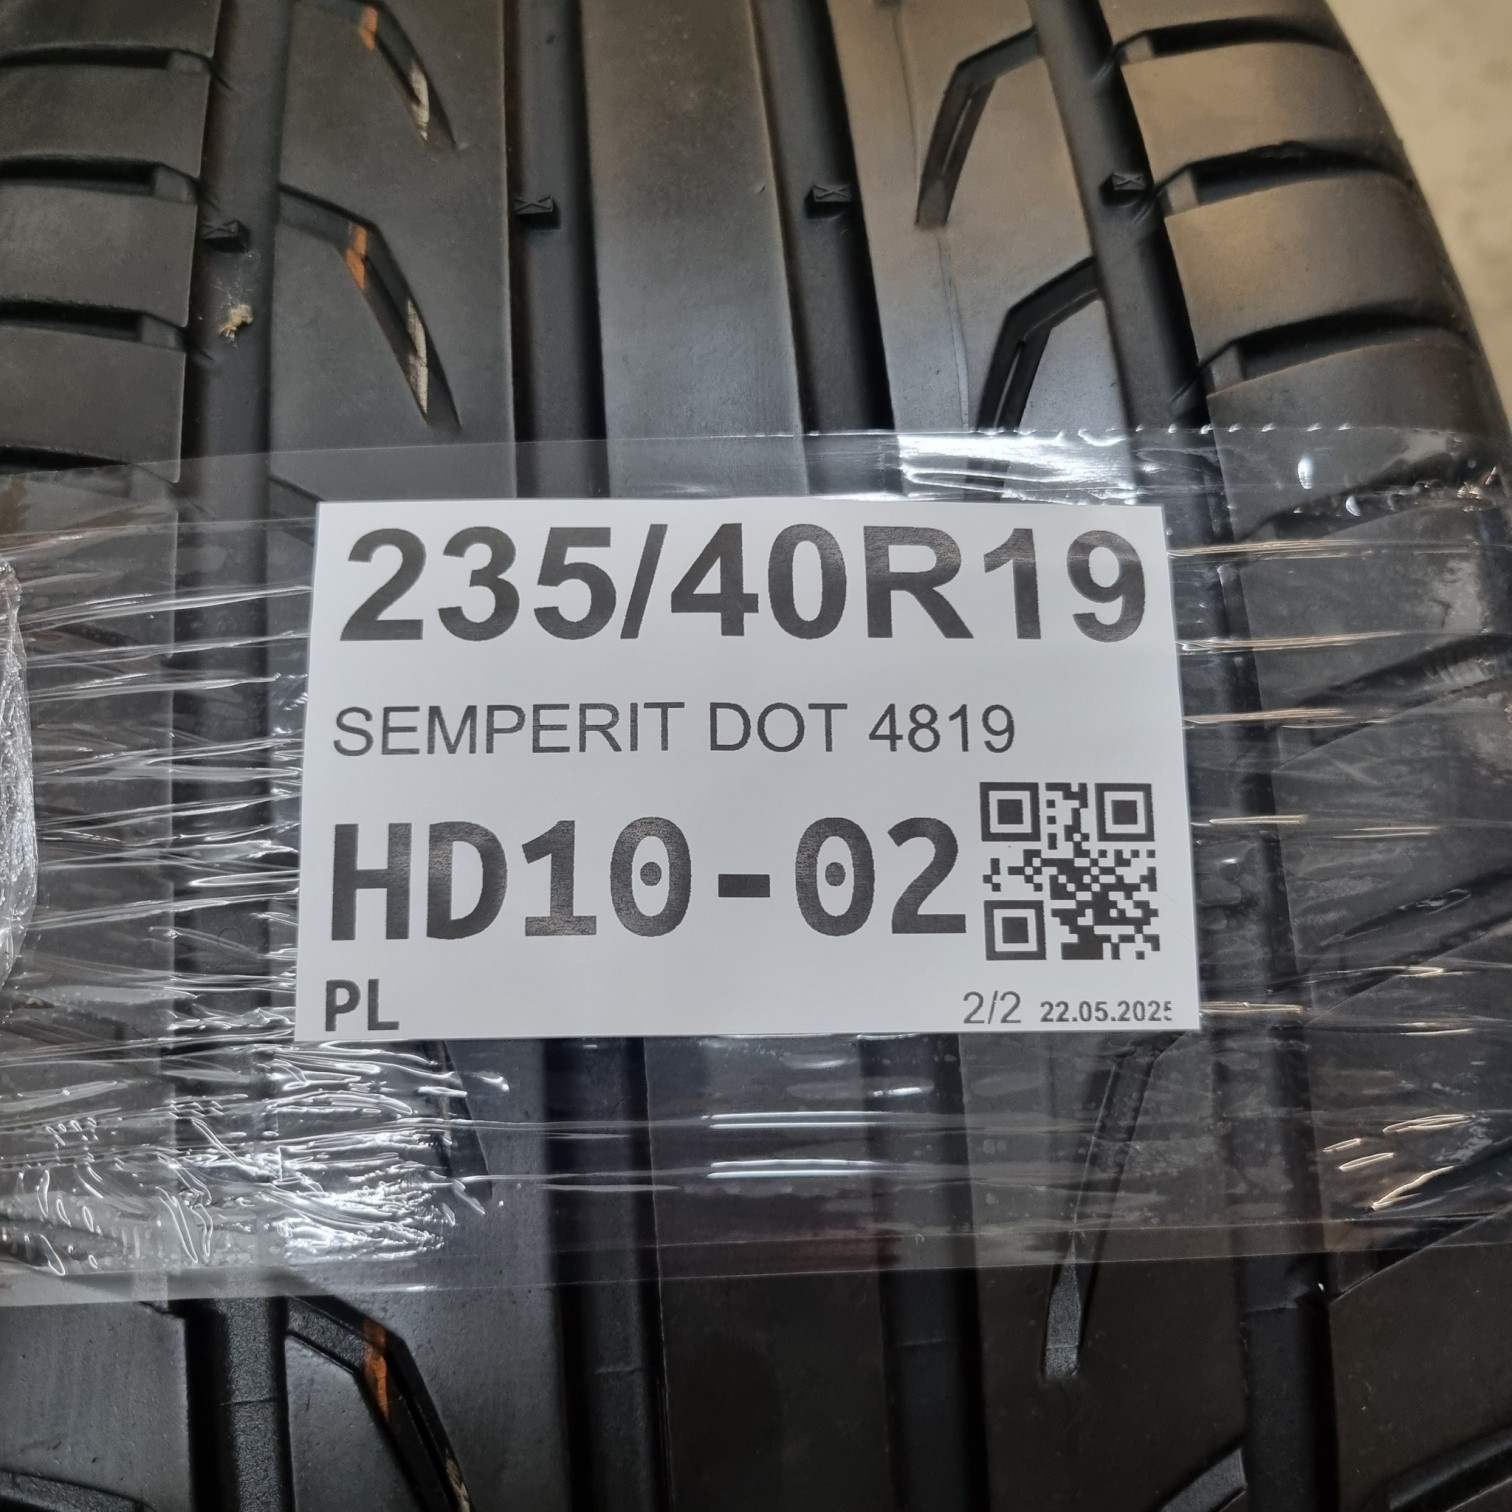 235/40R19
SEMPERIT DOT 4819
HD10-02
PL
2/2 22.05.2025